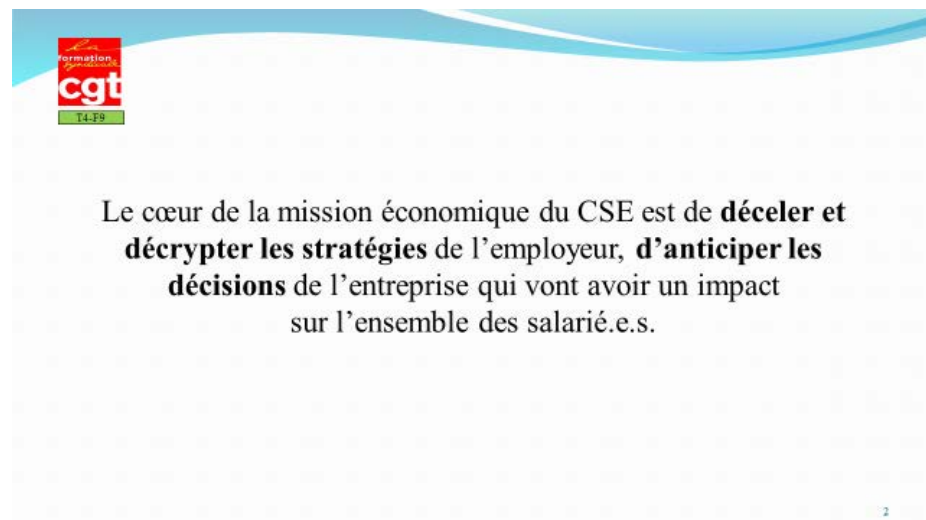 la
formation
syndicale
cgt
T4-F9
Le cœur de la mission économique du CSE est de déceler et
décrypter les stratégies de l’employeur, d’anticiper les
décisions de l’entreprise qui vont avoir un impact
sur l’ensemble des salarié.e.s.
2